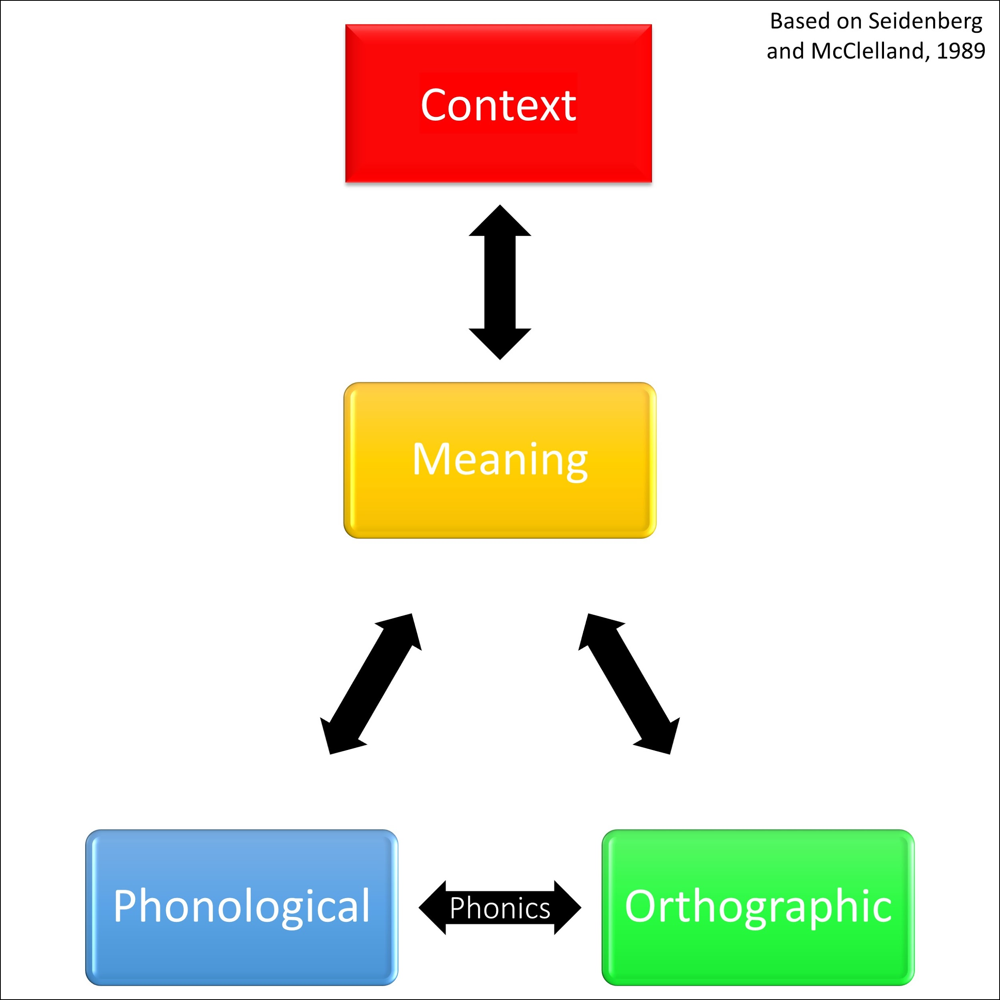 Based on Seidenberg
and McClelland, 1989
Context
Meaning
Phonological
Phonics
Orthographic